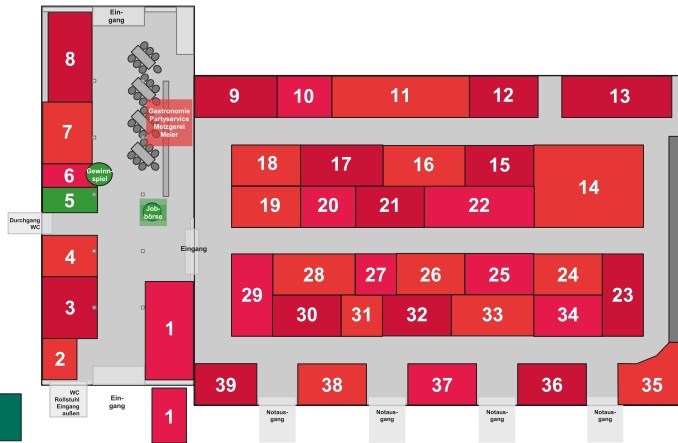 Ein-
gang
8
7
6
Gewinn-
spiel
5
Durchgang
WC
4
3
2
WC
Rollstuhl
Eingang
außen
Ein-
gang
Gastronomie
Partyservice
Metzgerei
Meier
Job-
börse
Eingang
1
1
9
10
11
12
13
18
17
16
15
14
19
20
21
22
29
28
27
26
25
24
23
30
31
32
33
34
39
38
37
36
35
Notaus-
gang
Notaus-
gang
Notaus-
gang
Notaus-
gang